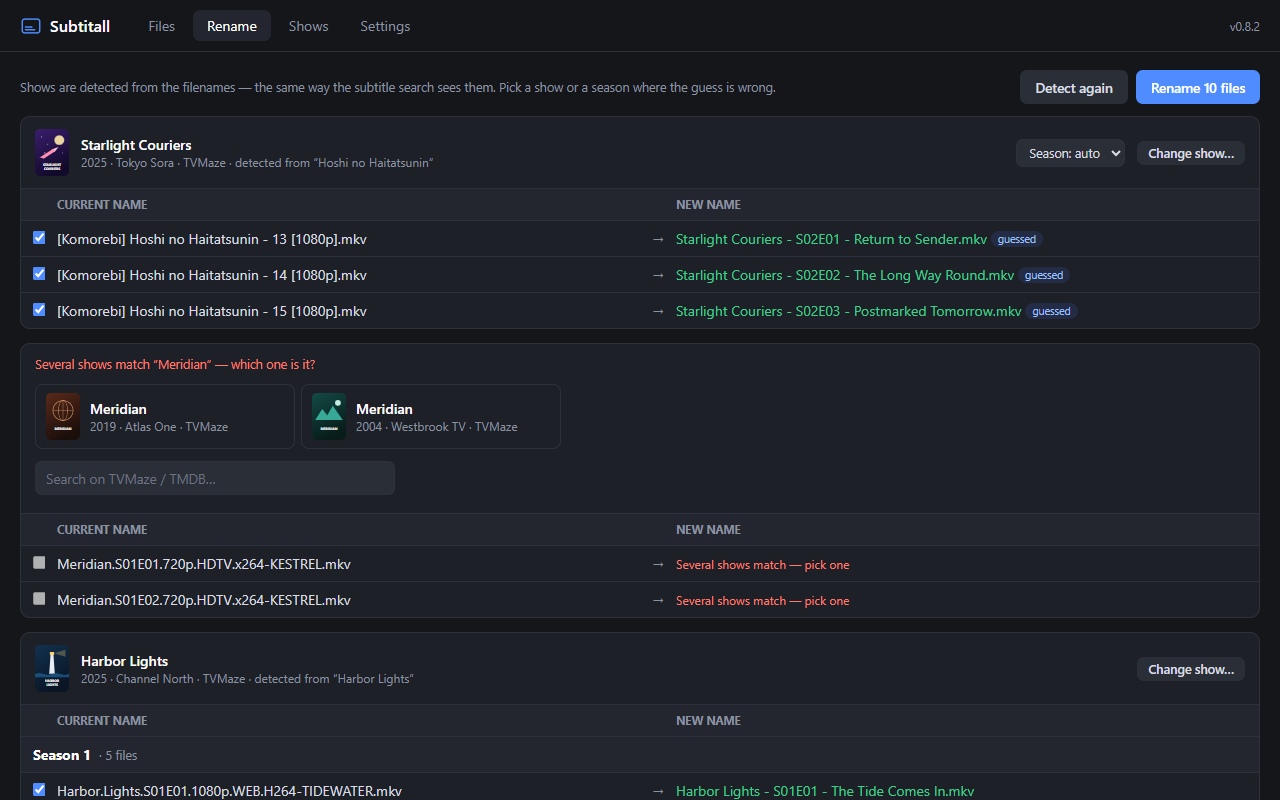 Subtitall Files Rename Shows Settings v0.8.2
Shows are detected from the filenames — the same way the subtitle search sees them. Pick a show or a season where the guess is wrong. Detect again Rename 10 files
STARLIGHT COURIERS
Starlight Couriers
2025 · Tokyo Sora · TVMaze · detected from “Hoshi no Haitatsunin”
Season: auto Change show...
CURRENT NAME NEW NAME
[Komorebi] Hoshi no Haitatsunin - 13 [1080p].mkv → Starlight Couriers - S02E01 - Return to Sender.mkv guessed
[Komorebi] Hoshi no Haitatsunin - 14 [1080p].mkv → Starlight Couriers - S02E02 - The Long Way Round.mkv guessed
[Komorebi] Hoshi no Haitatsunin - 15 [1080p].mkv → Starlight Couriers - S02E03 - Postmarked Tomorrow.mkv guessed
Several shows match “Meridian” — which one is it?
MERIDIAN
Meridian
2019 · Atlas One · TVMaze
MERIDIAN
Meridian
2004 · Westbrook TV · TVMaze
Search on TVMaze / TMDB...
CURRENT NAME NEW NAME
Meridian.S01E01.720p.HDTV.x264-KESTREL.mkv → Several shows match — pick one
Meridian.S01E02.720p.HDTV.x264-KESTREL.mkv → Several shows match — pick one
HARBOR LIGHTS
Harbor Lights
2025 · Channel North · TVMaze · detected from “Harbor Lights”
Change show...
CURRENT NAME NEW NAME
Season 1 · 5 files
Harbor.Lights.S01E01.1080p.WEB.H264-TIDEWATER.mkv → Harbor Lights - S01E01 - The Tide Comes In.mkv